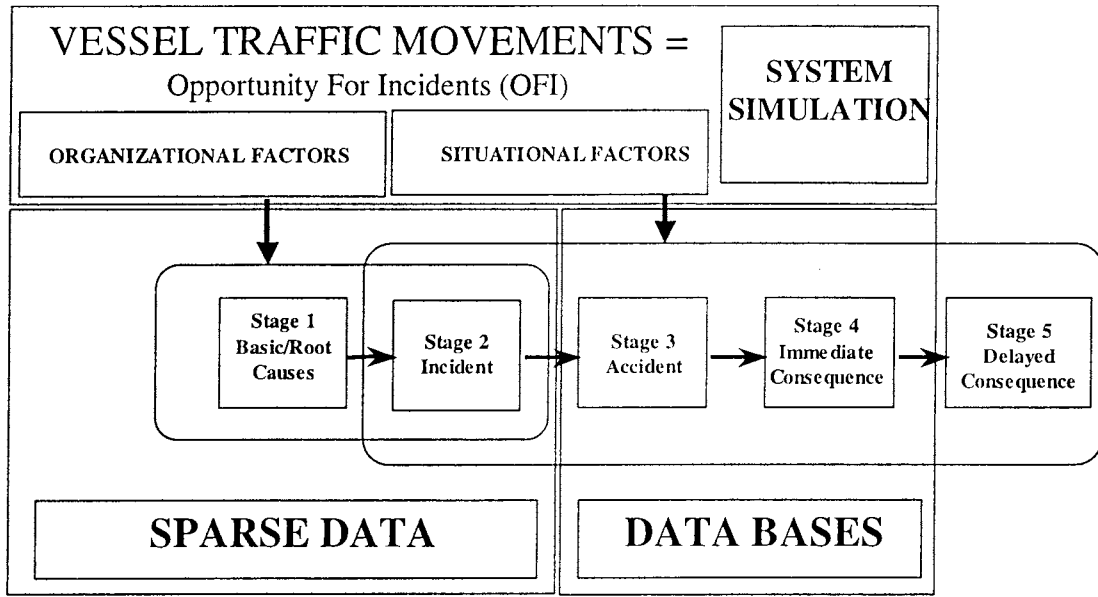 VESSEL TRAFFIC MOVEMENTS =
Opportunity For Incidents (OFI)
SYSTEM
SIMULATION
ORGANIZATIONAL FACTORS
SITUATIONAL FACTORS
Stage 1
Basic/Root
Causes
Stage 2
Incident
Stage 3
Accident
Stage 4
Immediate
Consequence
Stage 5
Delayed
Consequence
SPARSE DATA
DATA BASES